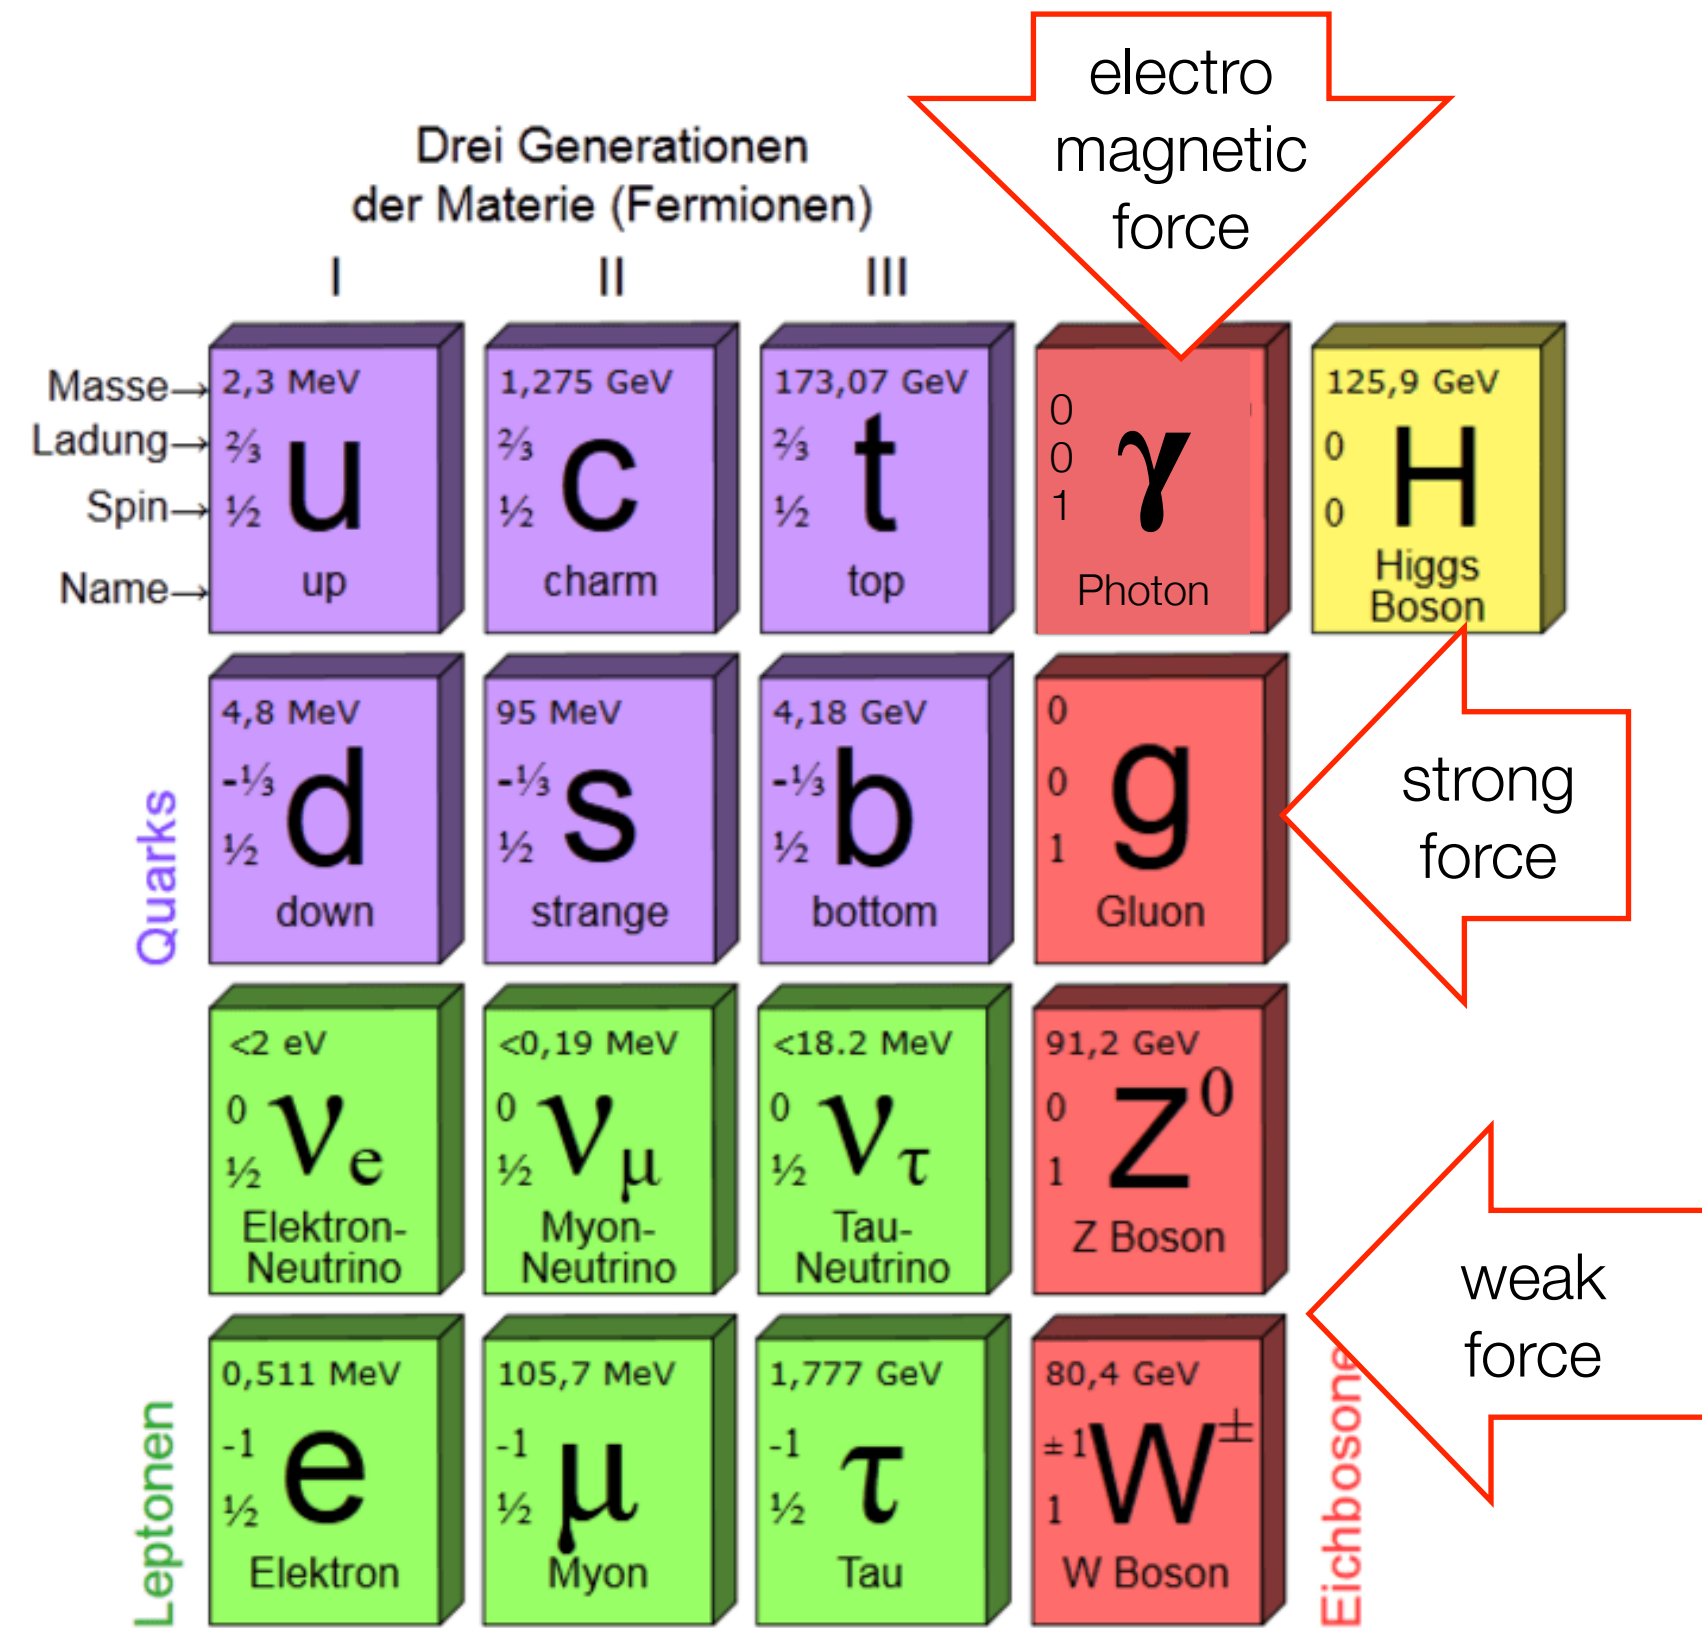 electro
magnetic
force
Drei Generationen
der Materie (Fermionen)
I II III
Masse→
Ladung→
Spin→
Name→
2,3 MeV
⅔
½
u
up
1,275 GeV
⅔
½
c
charm
173,07 GeV
⅔
½
t
top
0
0
1
γ
Photon
125,9 GeV
0
0
H
Higgs
Boson
Quarks
4,8 MeV
-⅓
½
d
down
95 MeV
-⅓
½
s
strange
4,18 GeV
-⅓
½
b
bottom
0
0
1
g
Gluon
strong
force
<2 eV
0
½
νe
Elektron-
Neutrino
<0,19 MeV
0
½
νμ
Myon-
Neutrino
<18.2 MeV
0
½
ντ
Tau-
Neutrino
91,2 GeV
0
1
Z⁰
Z Boson
weak
force
Leptonen
0,511 MeV
-1
½
e
Elektron
105,7 MeV
-1
½
μ
Myon
1,777 GeV
-1
½
τ
Tau
80,4 GeV
±1
1
W±
W Boson
Eichbosone